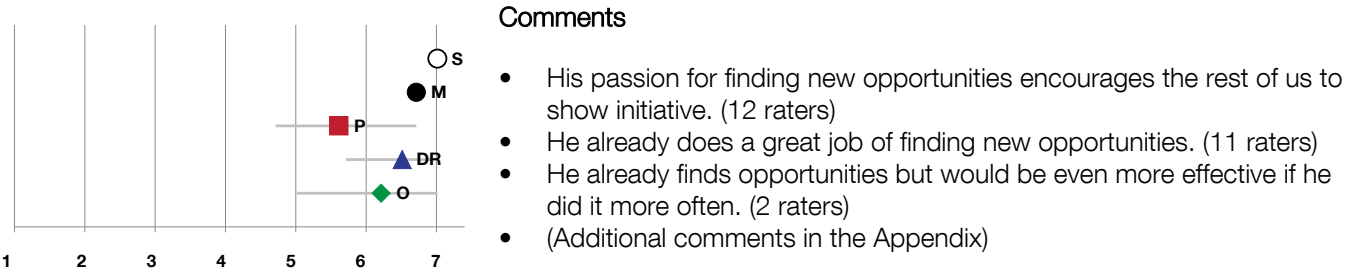 Comments
S
M
P
DR
O
1 2 3 4 5 6 7
• His passion for finding new opportunities encourages the rest of us to
show initiative. (12 raters)
• He already does a great job of finding new opportunities. (11 raters)
• He already finds opportunities but would be even more effective if he
did it more often. (2 raters)
• (Additional comments in the Appendix)